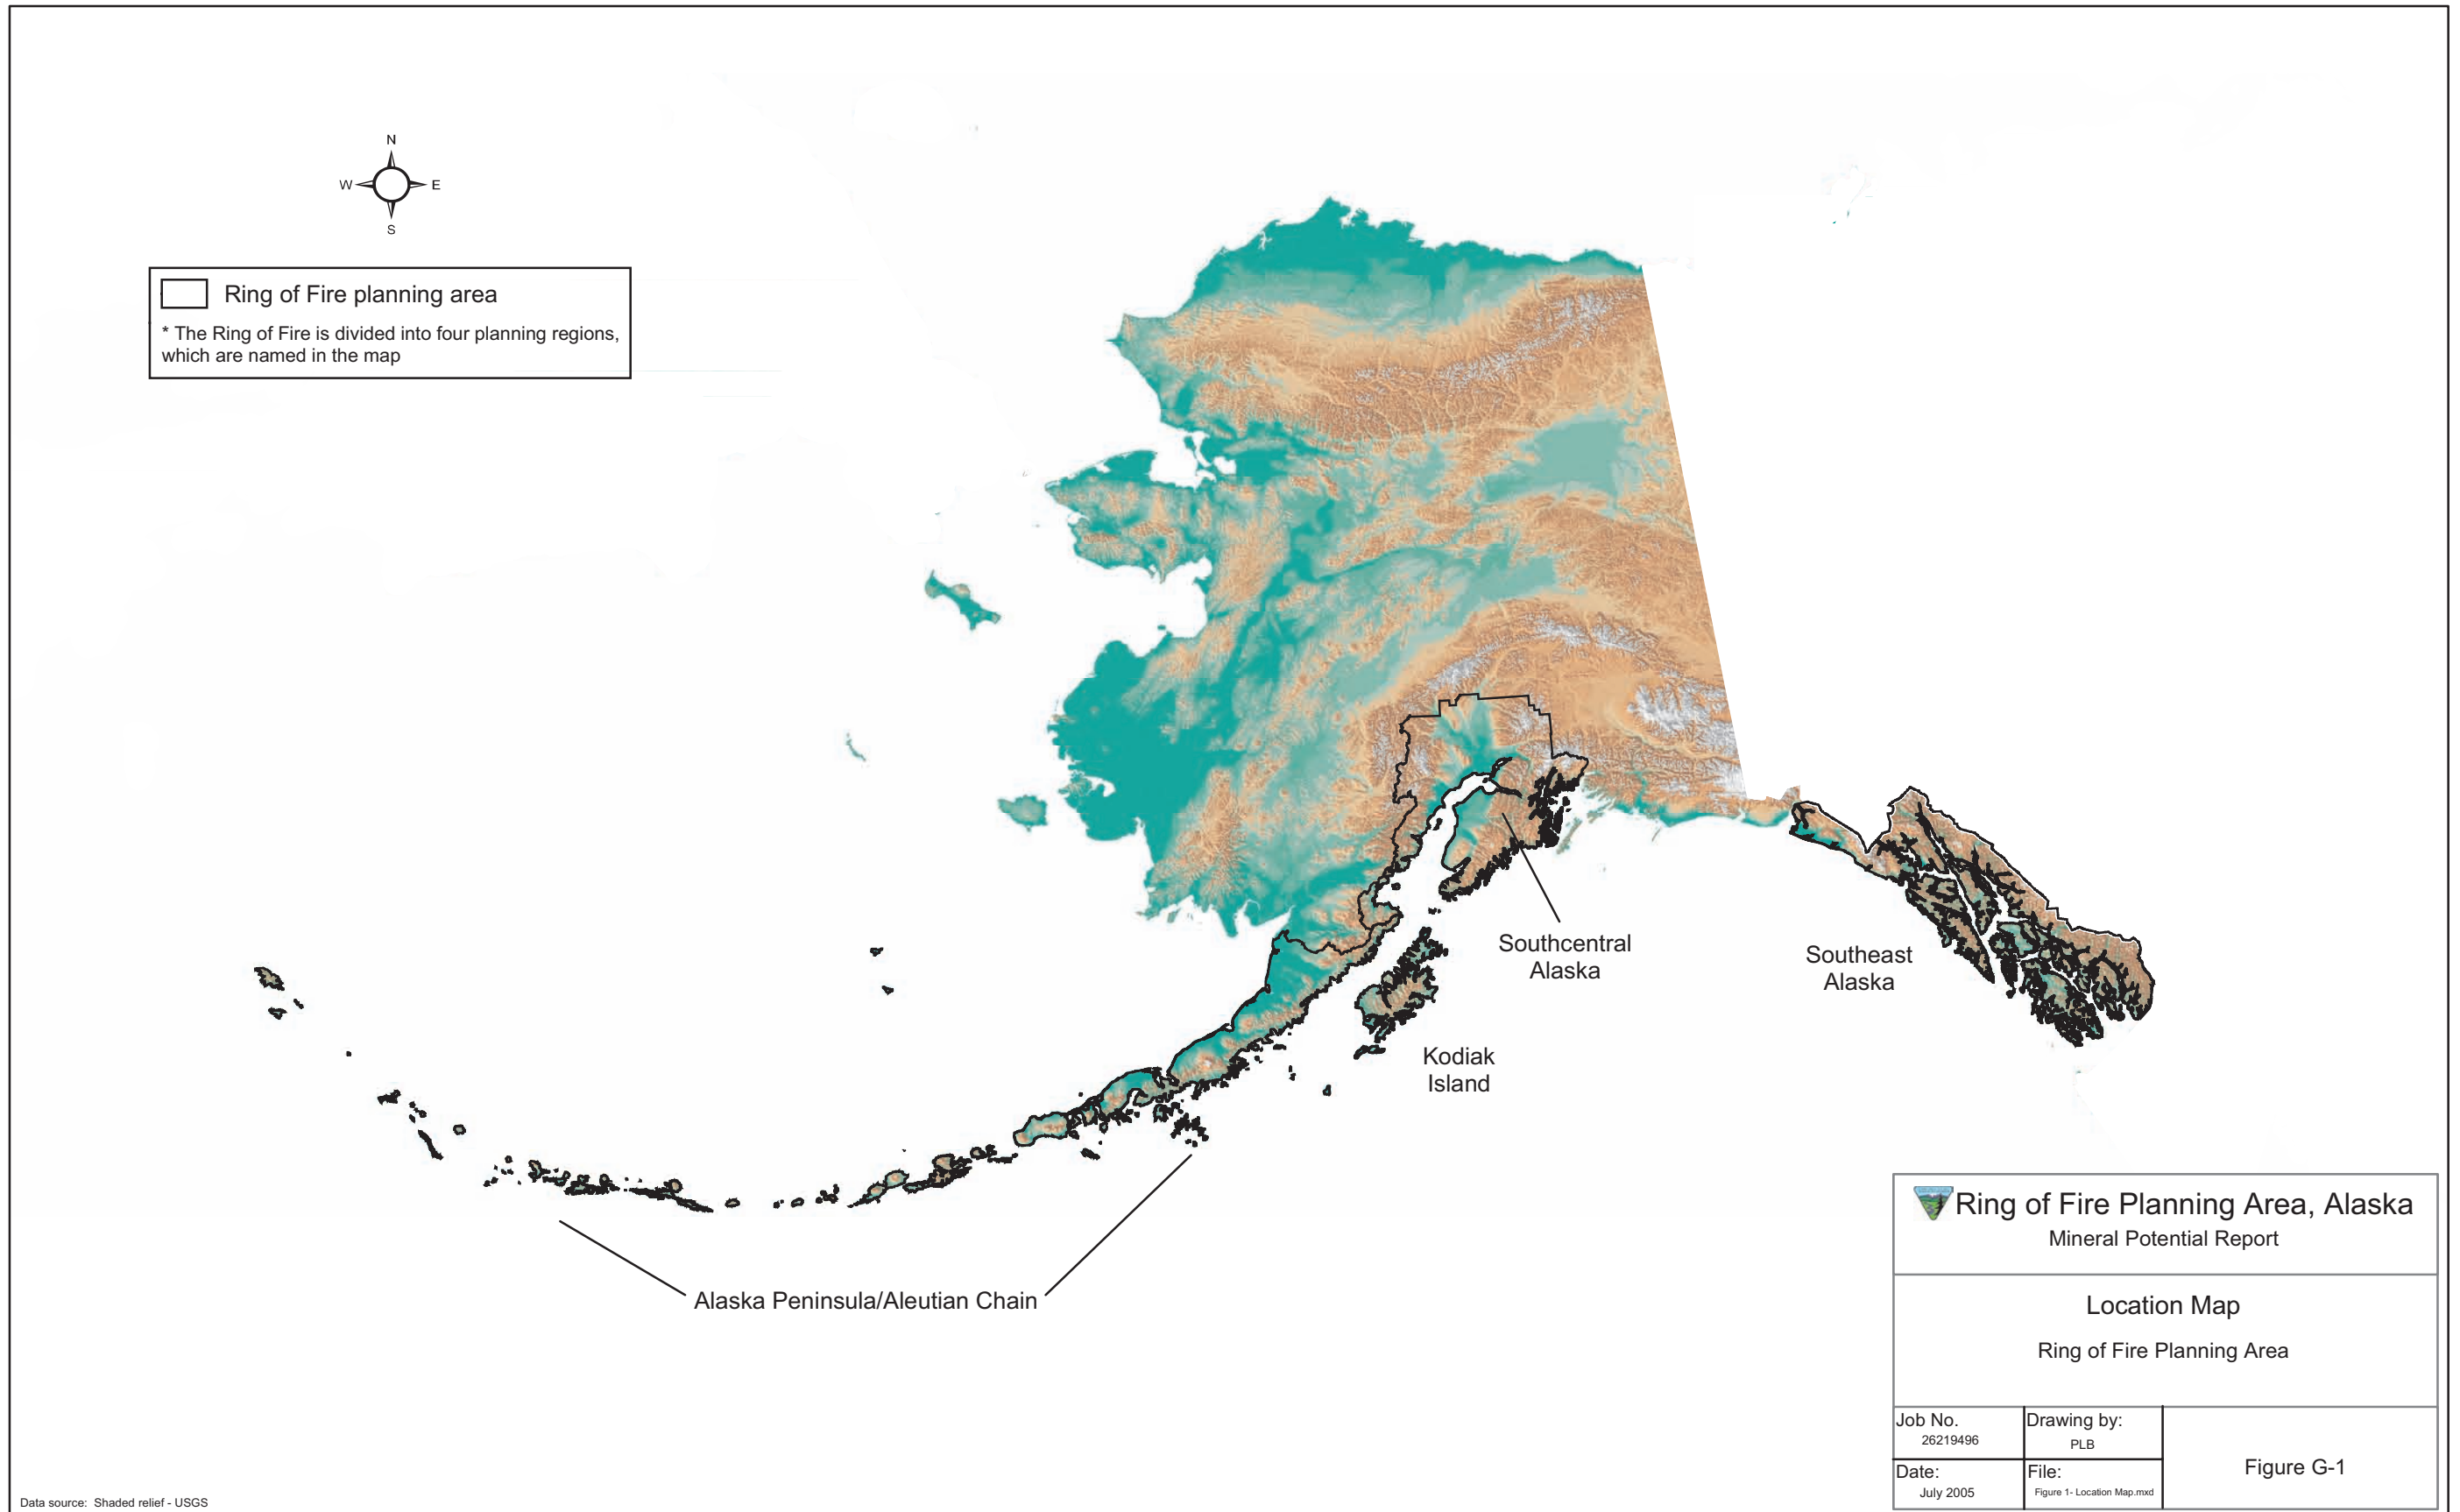 N
W E
S
Ring of Fire planning area
* The Ring of Fire is divided into four planning regions,
which are named in the map
Southcentral
Alaska
Southeast
Alaska
Kodiak
Island
Alaska Peninsula/Aleutian Chain
Ring of Fire Planning Area, Alaska
Mineral Potential Report
Location Map
Ring of Fire Planning Area
Job No.
26219496
Drawing by:
PLB
Date:
July 2005
File:
Figure 1- Location Map.mxd
Figure G-1
Data source: Shaded relief - USGS